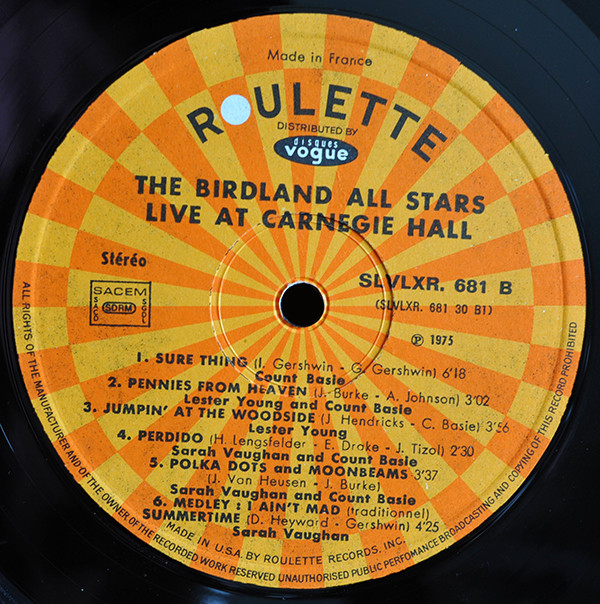 Made in France
ROULETTE
DISTRIBUTED BY
disques
vogue
THE BIRDLAND ALL STARS
LIVE AT CARNEGIE HALL
Stéréo
SLVLXR. 681 B
(SLVLXR. 681 30 B1)
SACEM
SACD
SDRM
SGDL
℗ 1975
1. SURE THING (I. Gershwin - G. Gershwin) 6'18
Count Basie
2. PENNIES FROM HEAVEN (J. Burke - A. Johnson) 3'02
Lester Young and Count Basie
3. JUMPIN' AT THE WOODSIDE (J. Hendricks - C. Basie) 3'56
Lester Young
4. PERDIDO (H. Lengsfelder - E. Drake - J. Tizol) 2'30
Sarah Vaughan and Count Basie
5. POLKA DOTS and MOONBEAMS 3'37
(J. Van Heusen - J. Burke)
Sarah Vaughan and Count Basie
6. MEDLEY : I AIN'T MAD (traditionnel)
SUMMERTIME (D. Heyward - Gershwin) 4'25
Sarah Vaughan
MADE IN U.S.A. BY ROULETTE RECORDS, INC.
ALL RIGHTS OF THE MANUFACTURER AND OF THE OWNER OF THE RECORDED WORK RESERVED UNAUTHORISED PUBLIC PERFOMANCE BROADCASTING AND COPYING OF THIS RECORD PROHIBITED